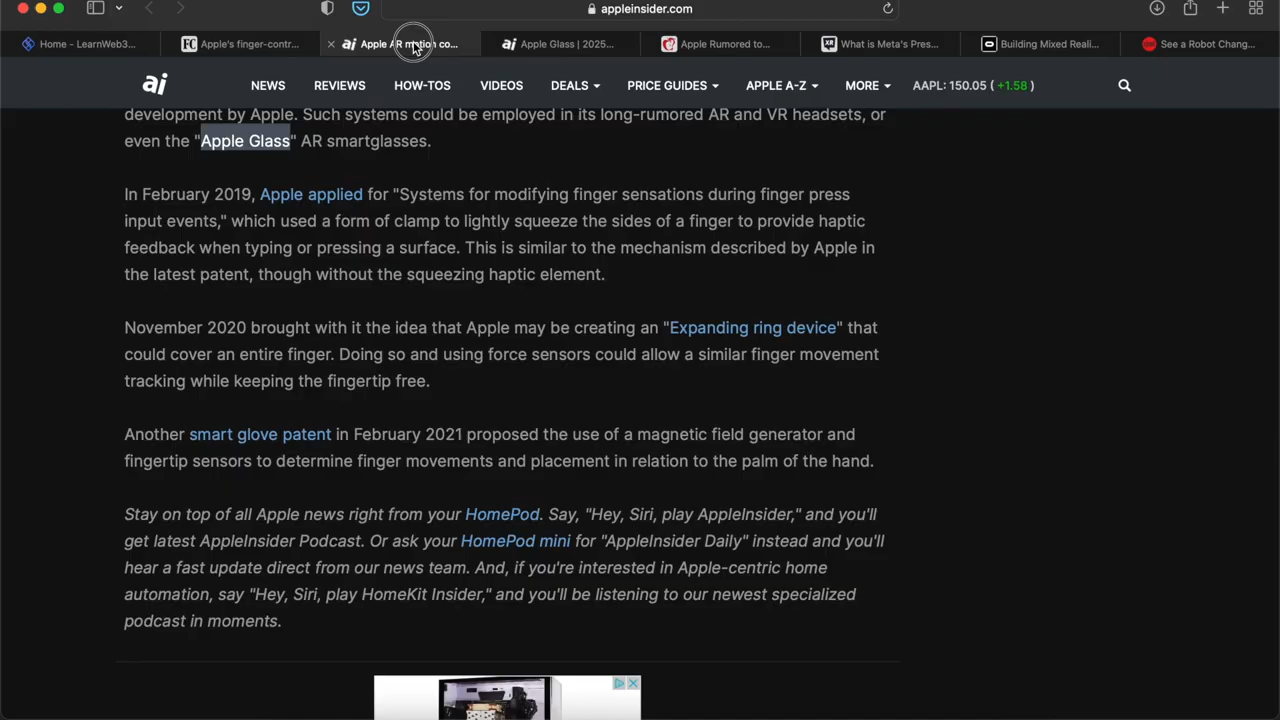 appleinsider.com
Home - LearnWeb3...
FC Apple's finger-contr...
ai Apple AR motion co...
ai Apple Glass | 2025...
Apple Rumored to...
XR What is Meta's Pres...
Building Mixed Reali...
See a Robot Chang...
ai NEWS REVIEWS HOW-TOS VIDEOS DEALS PRICE GUIDES APPLE A-Z MORE AAPL: 150.05 ( +1.58 )
development by Apple. Such systems could be employed in its long-rumored AR and VR headsets, or
even the "Apple Glass" AR smartglasses.
In February 2019, Apple applied for "Systems for modifying finger sensations during finger press
input events," which used a form of clamp to lightly squeeze the sides of a finger to provide haptic
feedback when typing or pressing a surface. This is similar to the mechanism described by Apple in
the latest patent, though without the squeezing haptic element.
November 2020 brought with it the idea that Apple may be creating an "Expanding ring device" that
could cover an entire finger. Doing so and using force sensors could allow a similar finger movement
tracking while keeping the fingertip free.
Another smart glove patent in February 2021 proposed the use of a magnetic field generator and
fingertip sensors to determine finger movements and placement in relation to the palm of the hand.
Stay on top of all Apple news right from your HomePod. Say, "Hey, Siri, play AppleInsider," and you'll
get latest AppleInsider Podcast. Or ask your HomePod mini for "AppleInsider Daily" instead and you'll
hear a fast update direct from our news team. And, if you're interested in Apple-centric home
automation, say "Hey, Siri, play HomeKit Insider," and you'll be listening to our newest specialized
podcast in moments.